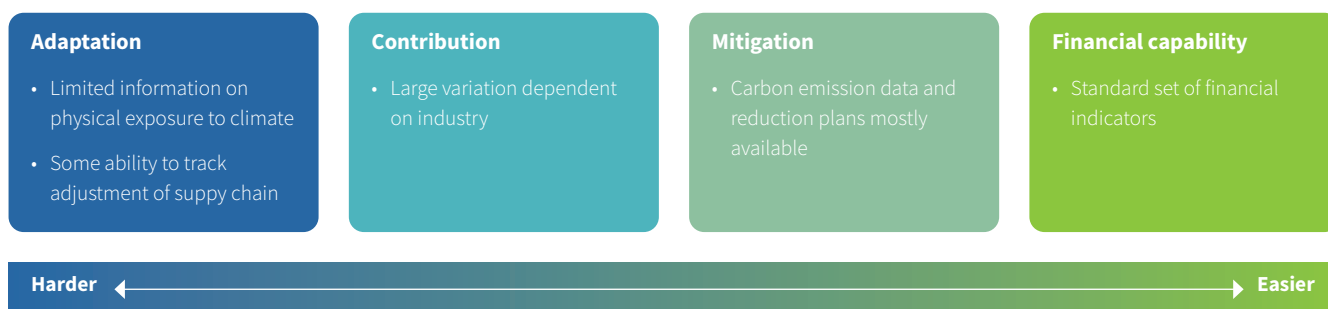 Adaptation
• Limited information on
physical exposure to climate
• Some ability to track
adjustment of suppy chain
Contribution
• Large variation dependent
on industry
Mitigation
• Carbon emission data and
reduction plans mostly
available
Financial capability
• Standard set of financial
indicators
Harder
Easier